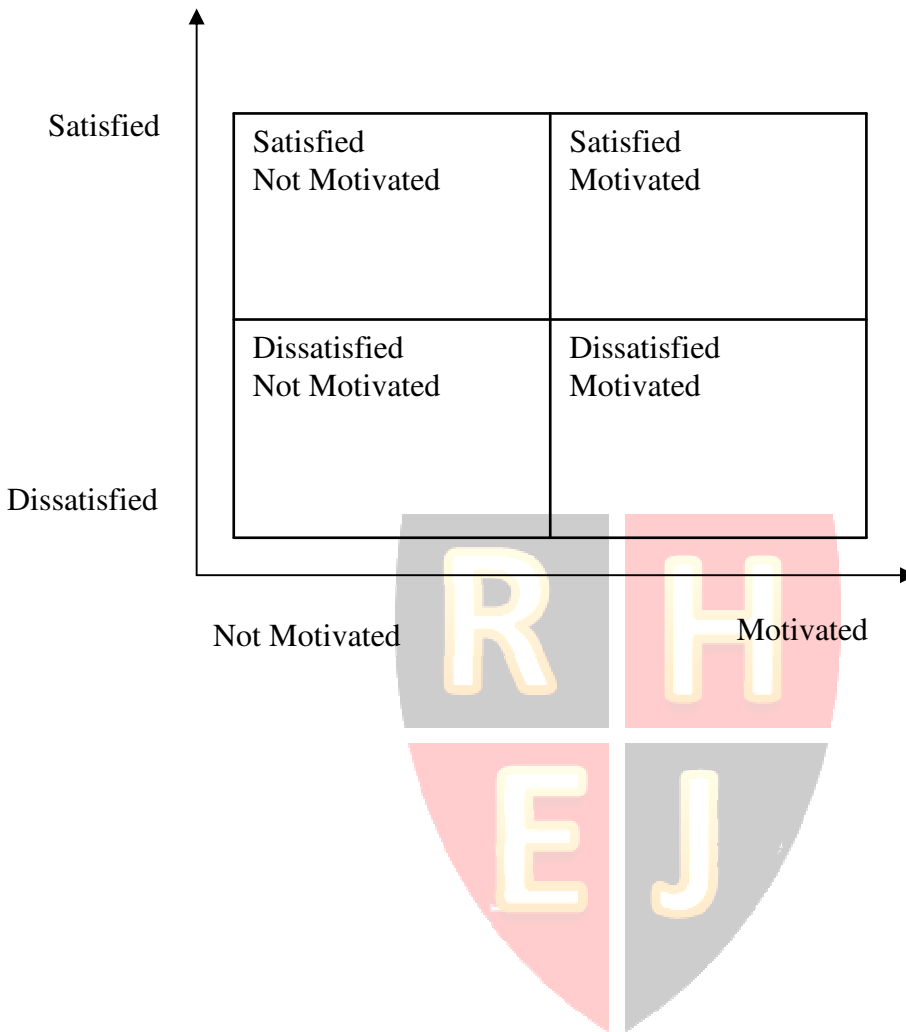 Satisfied
Satisfied
Not Motivated
Satisfied
Motivated
Dissatisfied
Not Motivated
Dissatisfied
Motivated
Dissatisfied
Not Motivated
Motivated
R H
E J